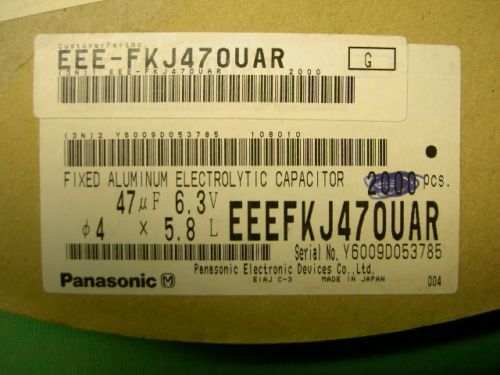 CustomerPartNo.
EEE-FKJ470UAR
G
(3N)1 EEE-FKJ470UAR 2000
(3N)2 Y6009D053785 108010
FIXED ALUMINUM ELECTROLYTIC CAPACITOR 2000 pcs.
47μF 6.3V
φ4 × 5.8 L EEEFKJ470UAR
Serial No. Y6009D053785
Panasonic M
Panasonic Electronic Devices Co.,Ltd.
EIAJ C-3 MADE IN JAPAN 004